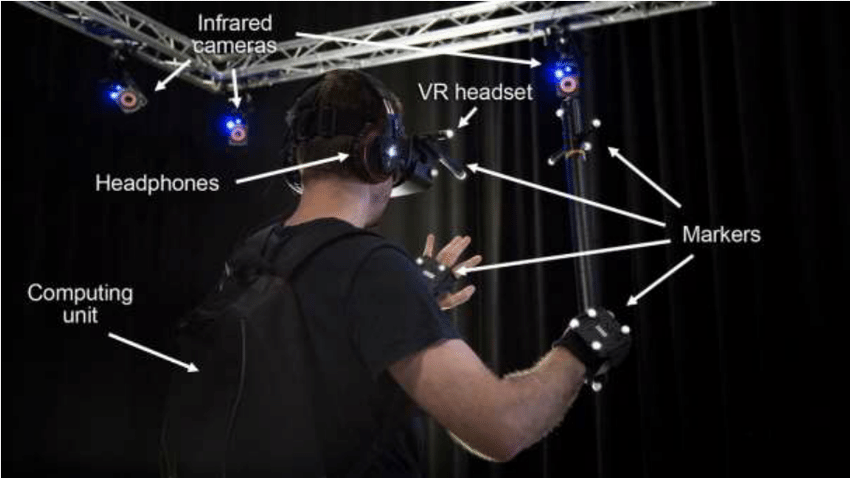 Infrared
cameras
VR headset
Headphones
Markers
Computing
unit